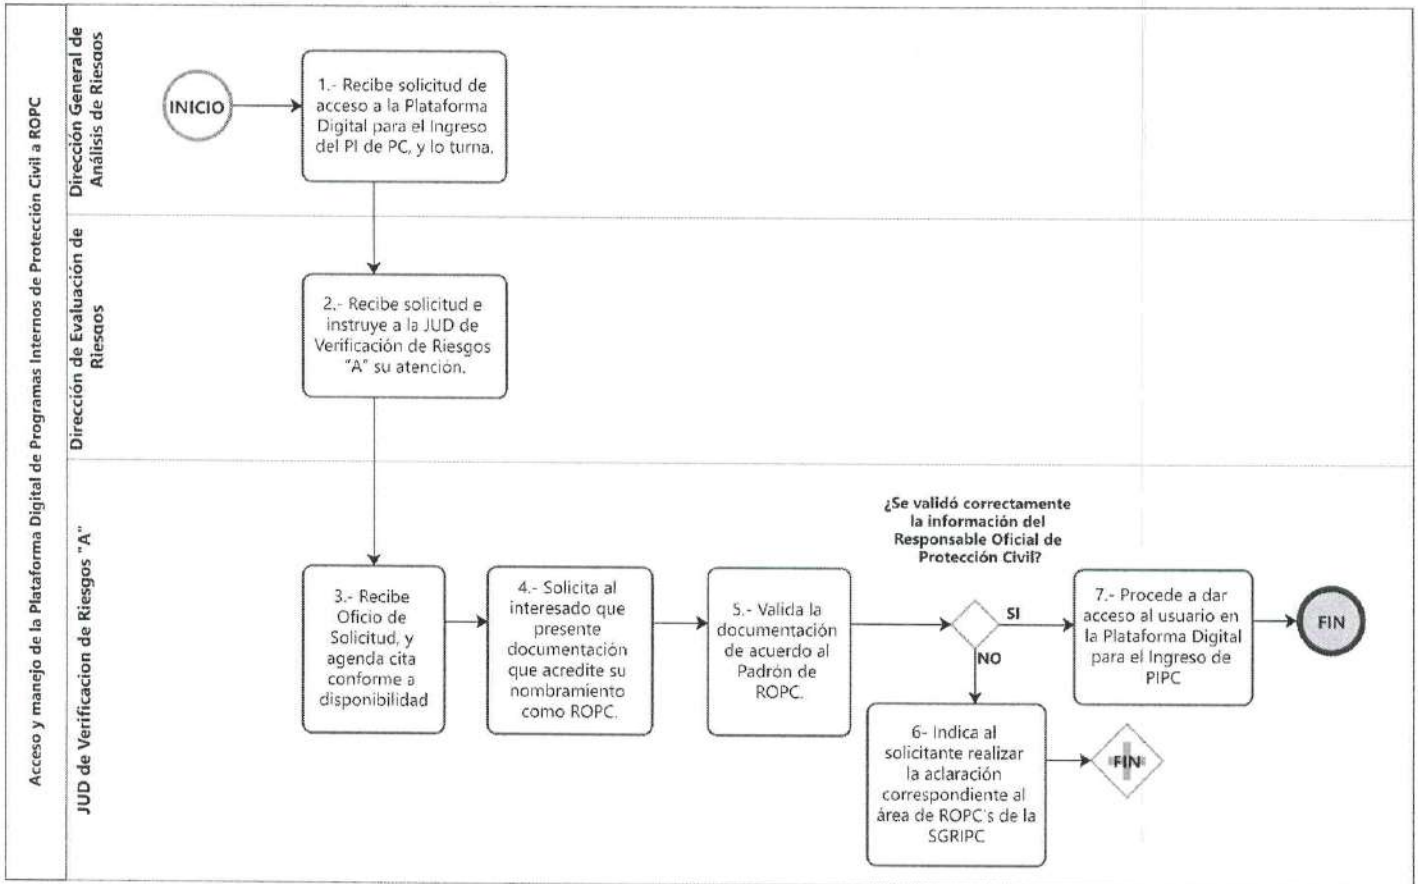 Acceso y manejo de la Plataforma Digital de Programas Internos de Protección Civil a ROPC
Dirección General de
Análisis de Riesgos
INICIO
1.- Recibe solicitud de
acceso a la Plataforma
Digital para el Ingreso
del PI de PC, y lo turna.
Dirección de Evaluación de
Riesgos
2.- Recibe solicitud e
instruye a la JUD de
Verificación de Riesgos
"A" su atención.
JUD de Verificacion de Riesgos "A"
3.- Recibe
Oficio de
Solicitud, y
agenda cita
conforme a
disponibilidad
4.- Solicita al
interesado que
presente
documentación
que acredite su
nombramiento
como ROPC.
5.- Valida la
documentación
de acuerdo al
Padrón de
ROPC.
¿Se validó correctamente
la información del
Responsable Oficial de
Protección Civil?
SI
NO
7.- Procede a dar
acceso al usuario en
la Plataforma Digital
para el Ingreso de
PIPC
FIN
6- Indica al
solicitante realizar
la aclaración
correspondiente al
área de ROPC's de la
SGRIPC
FIN